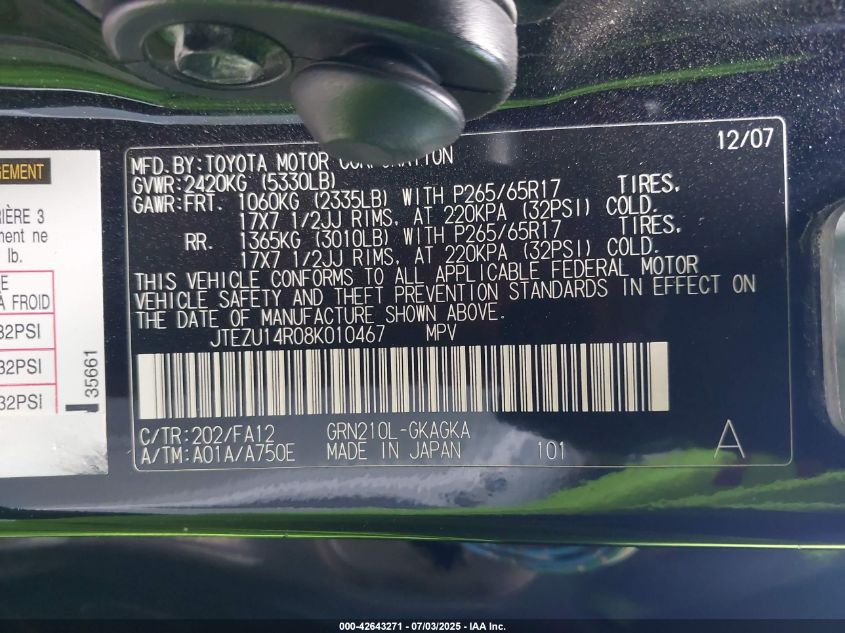 GEMENT
RIÈRE 3
ment ne
lb.
E
À FROID
32PSI
32PSI
32PSI
35661
12/07
MFD. BY: TOYOTA MOTOR CORPORATION
GVWR: 2420KG (5330LB)
GAWR: FRT. 1060KG (2335LB) WITH P265/65R17 TIRES,
17X7 1/2JJ RIMS, AT 220KPA (32PSI) COLD.
RR. 1365KG (3010LB) WITH P265/65R17 TIRES,
17X7 1/2JJ RIMS, AT 220KPA (32PSI) COLD.
THIS VEHICLE CONFORMS TO ALL APPLICABLE FEDERAL MOTOR
VEHICLE SAFETY AND THEFT PREVENTION STANDARDS IN EFFECT ON
THE DATE OF MANUFACTURE SHOWN ABOVE.
JTEZU14R08K010467 MPV
C/TR: 202/FA12 GRN210L-GKAGKA
A/TM: A01A/A750E MADE IN JAPAN 101 A
000-42643271 - 07/03/2025 - IAA Inc.